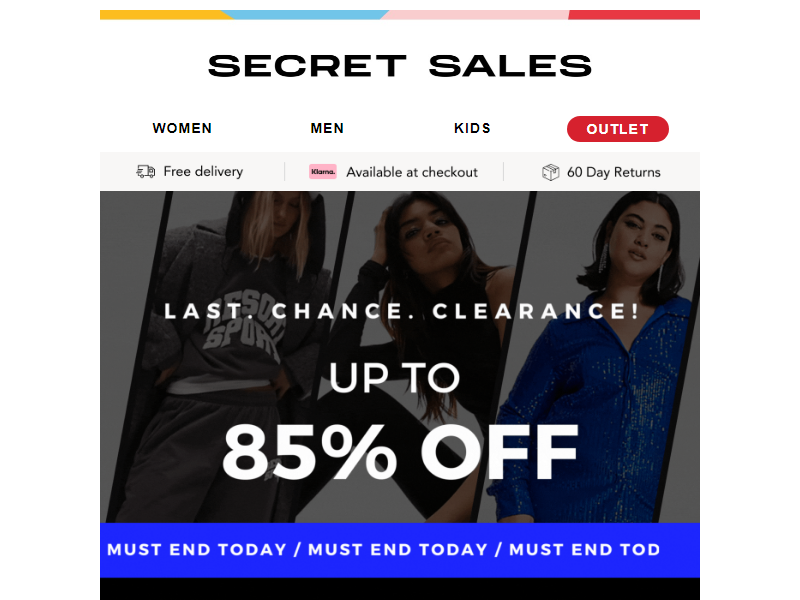 SECRET SALES
WOMEN MEN KIDS OUTLET
Free delivery Klarna. Available at checkout 60 Day Returns
LAST. CHANCE. CLEARANCE!
UP TO
85% OFF
MUST END TODAY / MUST END TODAY / MUST END TOD